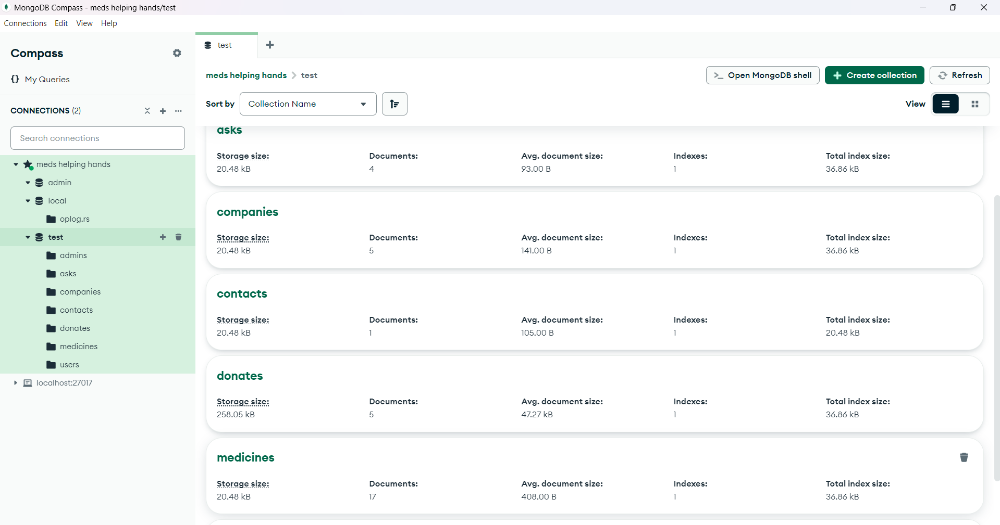 MongoDB Compass - meds helping hands/test
Connections Edit View Help
Compass
{} My Queries
CONNECTIONS (2)
Search connections
meds helping hands
admin
local
oplog.rs
test
admins
asks
companies
contacts
donates
medicines
users
localhost:27017
test
meds helping hands > test
>_ Open MongoDB shell
+ Create collection
Refresh
Sort by Collection Name
View
asks
Storage size: Documents: Avg. document size: Indexes: Total index size:
20.48 kB 4 93.00 B 1 36.86 kB
companies
Storage size: Documents: Avg. document size: Indexes: Total index size:
20.48 kB 5 141.00 B 1 36.86 kB
contacts
Storage size: Documents: Avg. document size: Indexes: Total index size:
20.48 kB 1 105.00 B 1 20.48 kB
donates
Storage size: Documents: Avg. document size: Indexes: Total index size:
258.05 kB 5 47.27 kB 1 36.86 kB
medicines
Storage size: Documents: Avg. document size: Indexes: Total index size:
20.48 kB 17 408.00 B 1 36.86 kB